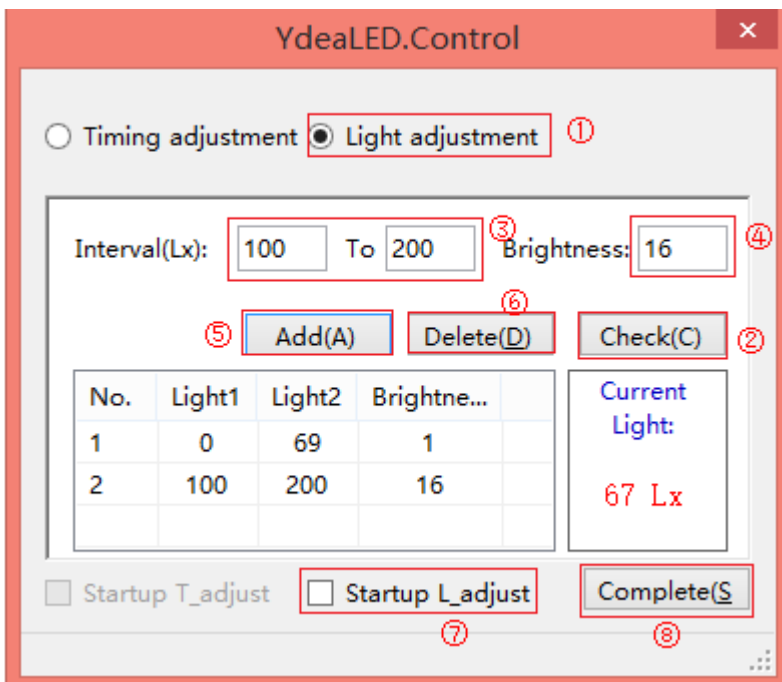 YdeaLED.Control
Timing adjustment Light adjustment ①
Interval(Lx): 100 To 200 ③ Brightness: 16 ④
⑥
⑤ Add(A) Delete(D) Check(C) ②
No. Light1 Light2 Brightne...
1 0 69 1
2 100 200 16
Current
Light:
67 Lx
Startup T_adjust Startup L_adjust Complete(S
⑦ ⑧